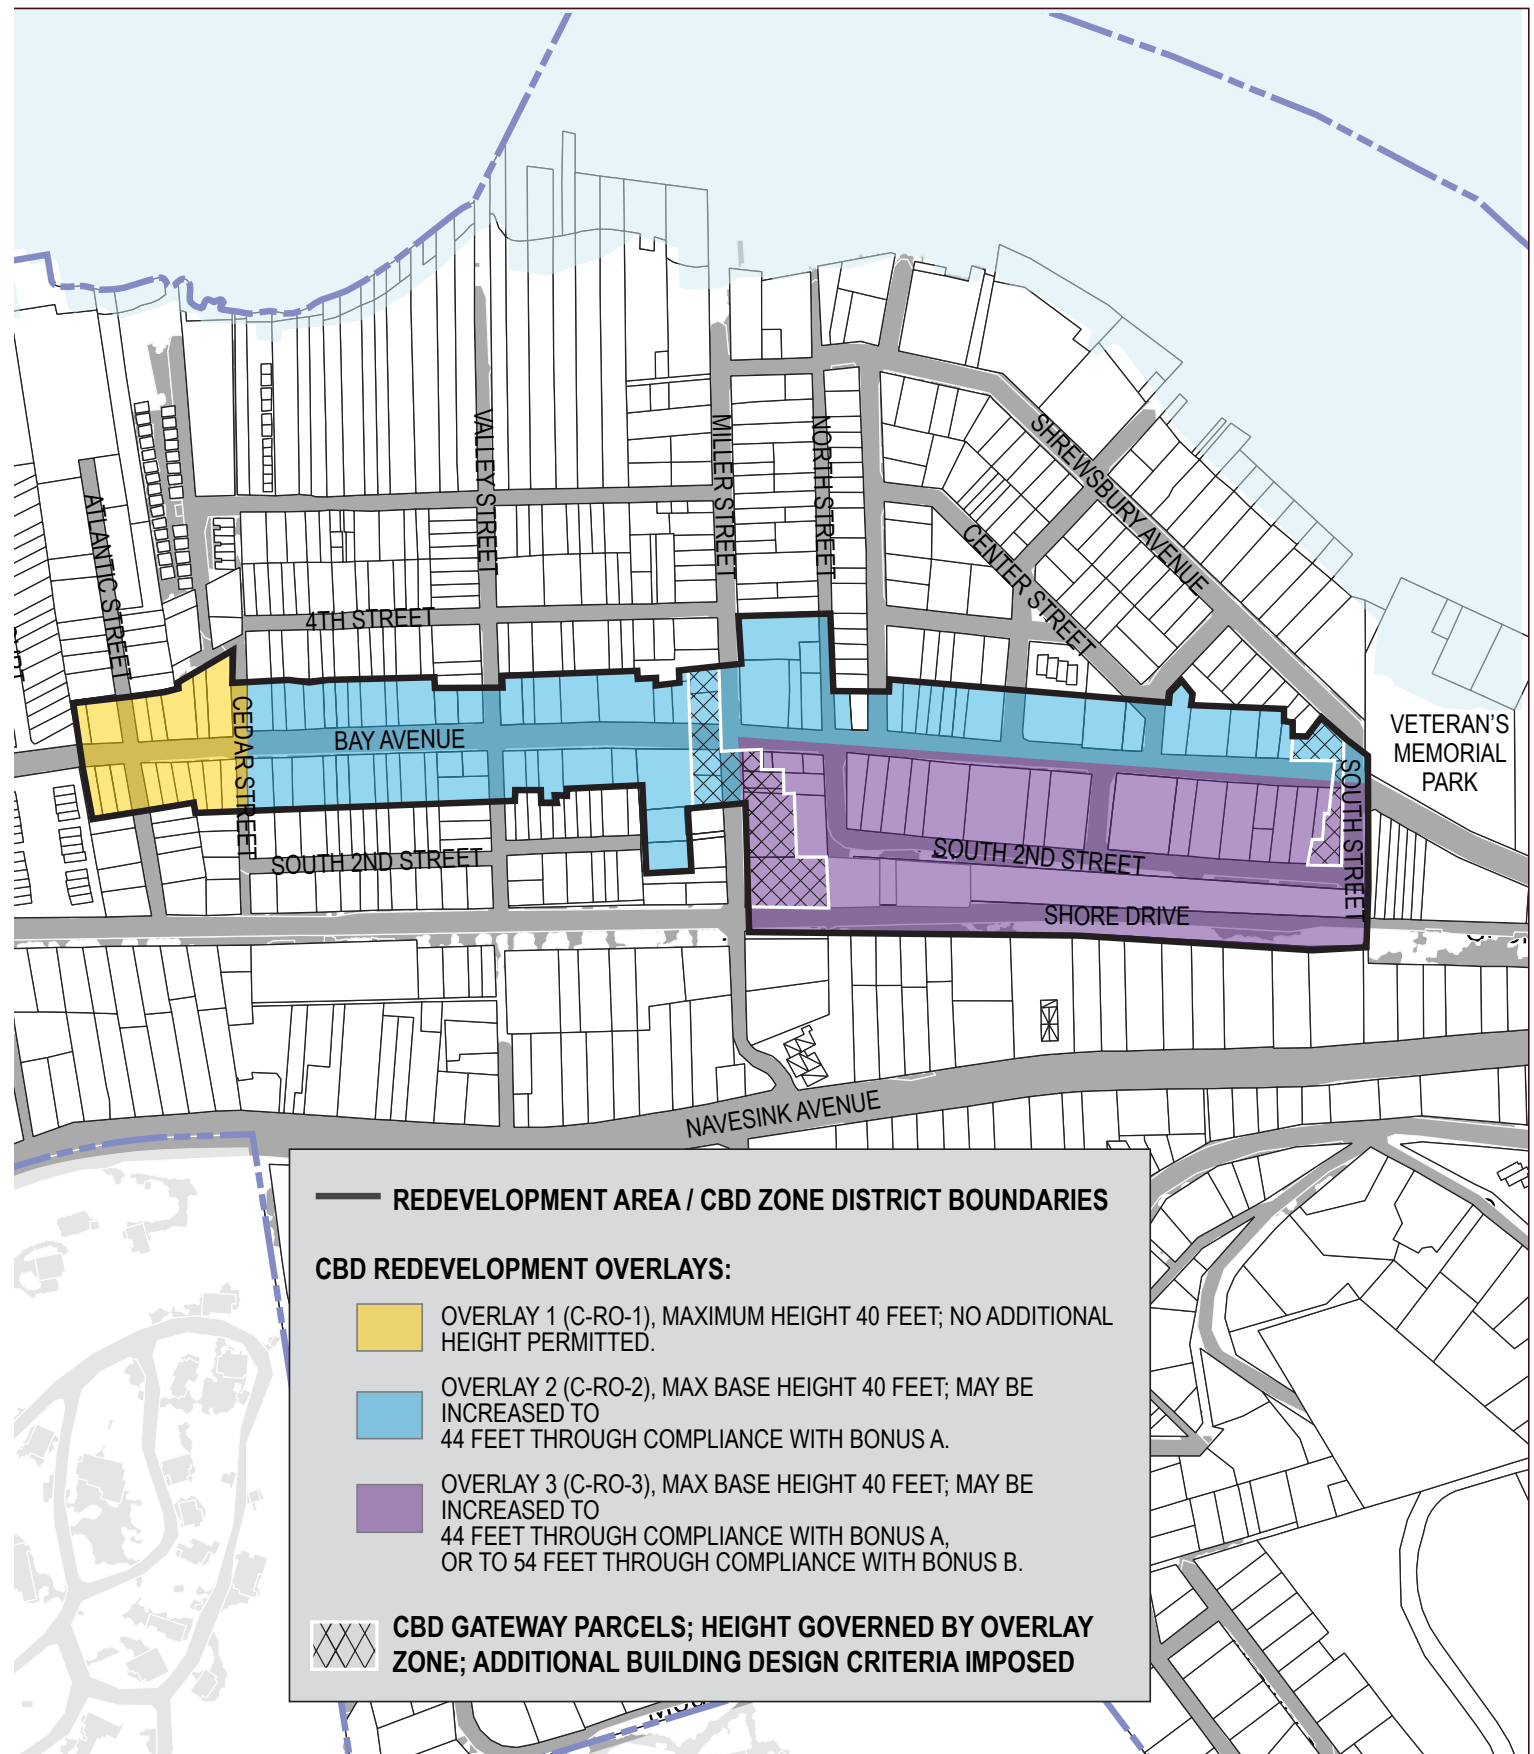 VALLEY STREET
MILLER STREET
NORTH STREET
SHREWSBURY AVENUE
ATLANTIC STREET
CENTER STREET
4TH STREET
CEDAR STREET
BAY AVENUE
VETERAN'S
MEMORIAL
PARK
SOUTH STREET
SOUTH 2ND STREET
SOUTH 2ND STREET
SHORE DRIVE
NAVESINK AVENUE
REDEVELOPMENT AREA / CBD ZONE DISTRICT BOUNDARIES
CBD REDEVELOPMENT OVERLAYS:
OVERLAY 1 (C-RO-1), MAXIMUM HEIGHT 40 FEET; NO ADDITIONAL
HEIGHT PERMITTED.
OVERLAY 2 (C-RO-2), MAX BASE HEIGHT 40 FEET; MAY BE
INCREASED TO
44 FEET THROUGH COMPLIANCE WITH BONUS A.
OVERLAY 3 (C-RO-3), MAX BASE HEIGHT 40 FEET; MAY BE
INCREASED TO
44 FEET THROUGH COMPLIANCE WITH BONUS A,
OR TO 54 FEET THROUGH COMPLIANCE WITH BONUS B.
CBD GATEWAY PARCELS; HEIGHT GOVERNED BY OVERLAY
ZONE; ADDITIONAL BUILDING DESIGN CRITERIA IMPOSED